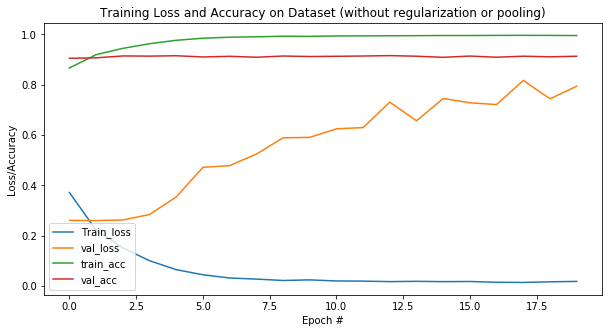 Training Loss and Accuracy on Dataset (without regularization or pooling)
Loss/Accuracy
1.0
0.8
0.6
0.4
0.2
0.0
Train_loss
val_loss
train_acc
val_acc
0.0 2.5 5.0 7.5 10.0 12.5 15.0 17.5
Epoch #